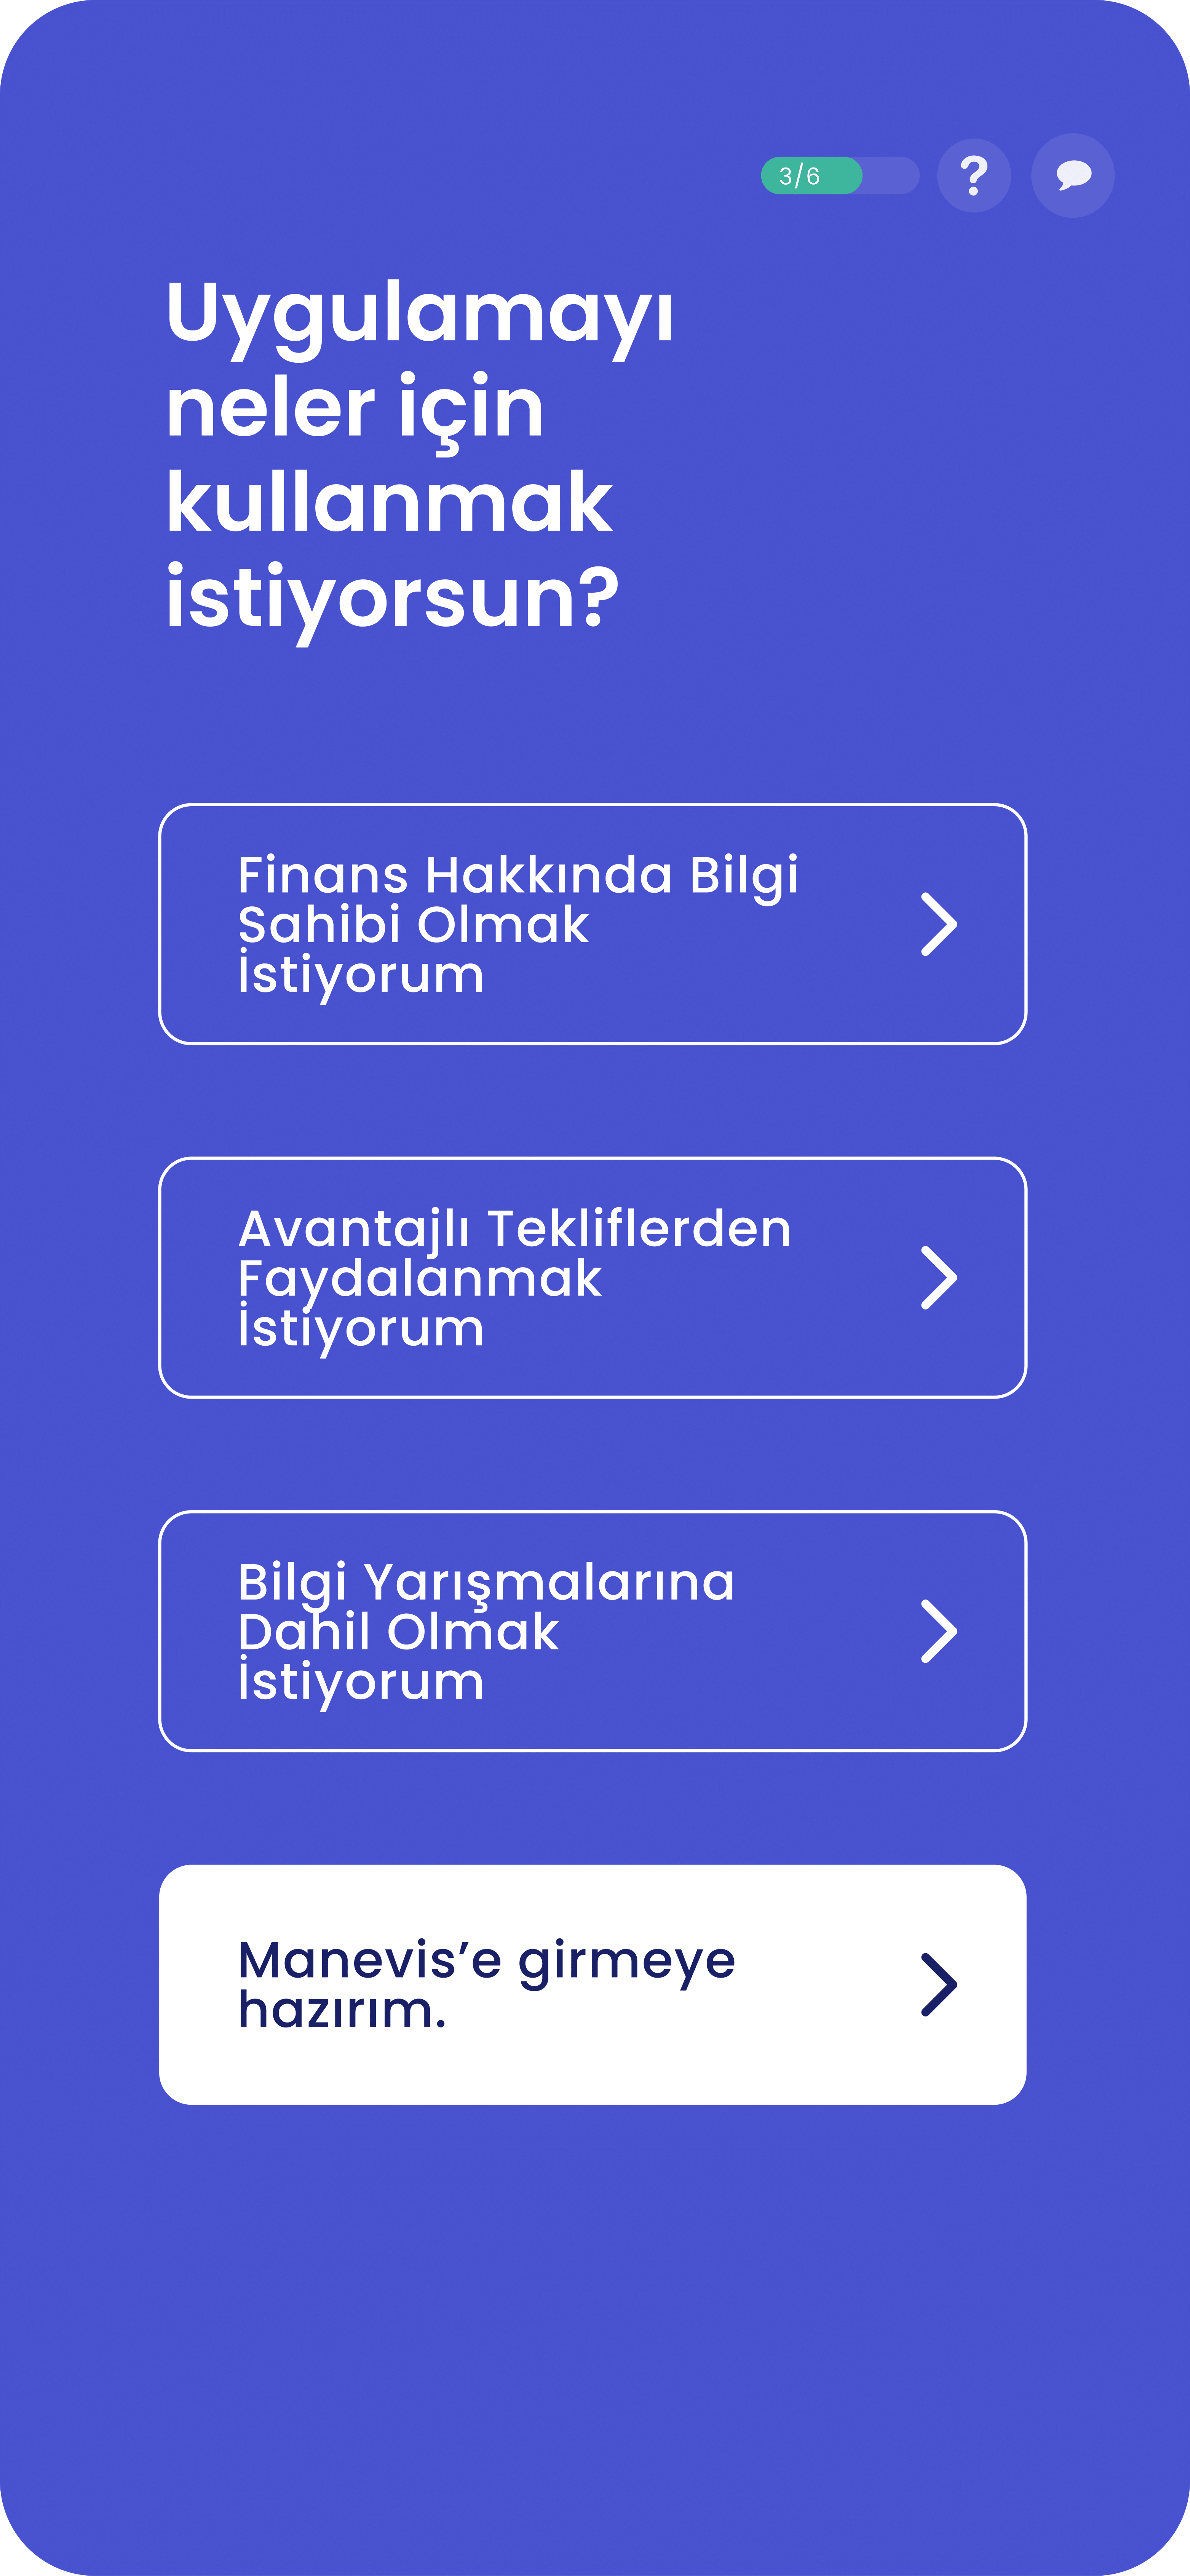 3/6
?
Uygulamayı
neler için
kullanmak
istiyorsun?
Finans Hakkında Bilgi
Sahibi Olmak
İstiyorum
Avantajlı Tekliflerden
Faydalanmak
İstiyorum
Bilgi Yarışmalarına
Dahil Olmak
İstiyorum
Manevis’e girmeye
hazırım.